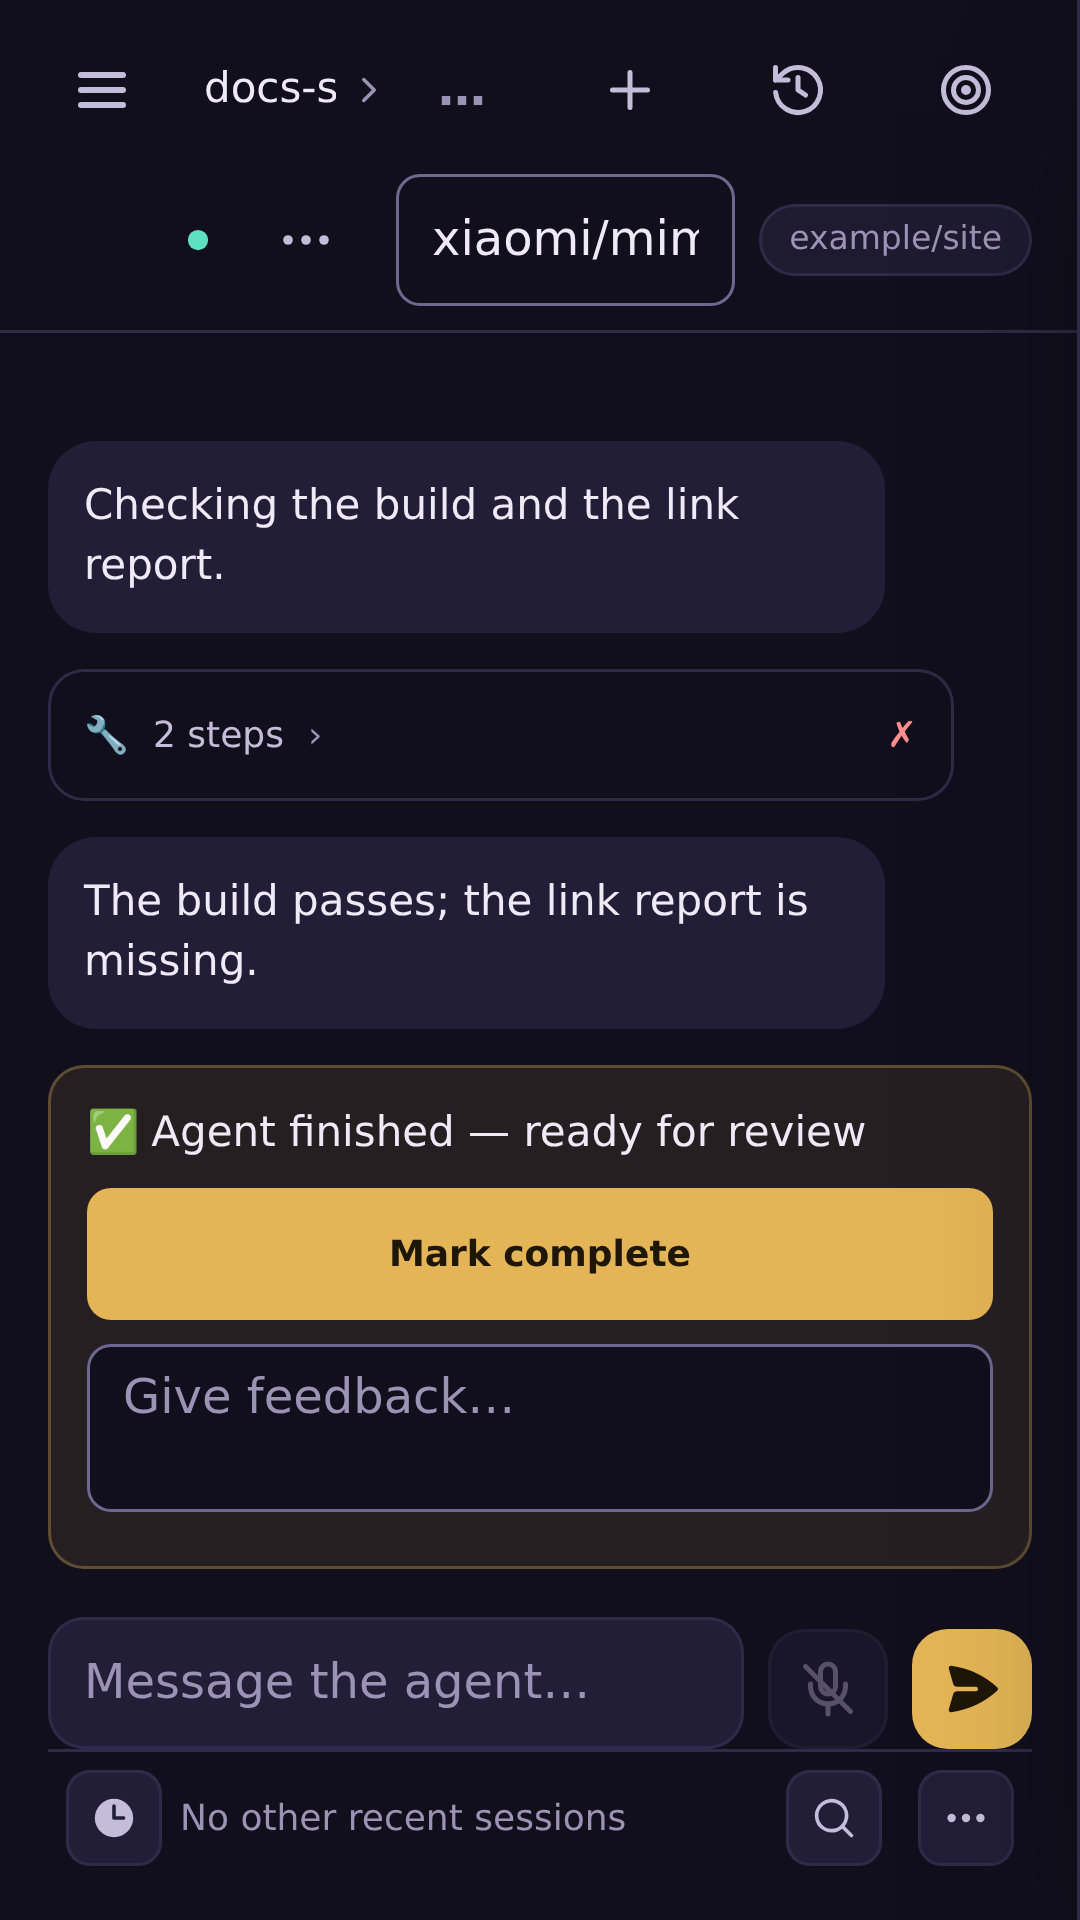 docs-s
…
xiaomi/mim
example/site
Checking the build and the link
report.
2 steps ›
✗
The build passes; the link report is
missing.
✅ Agent finished — ready for review
Mark complete
Give feedback…
Message the agent…
No other recent sessions